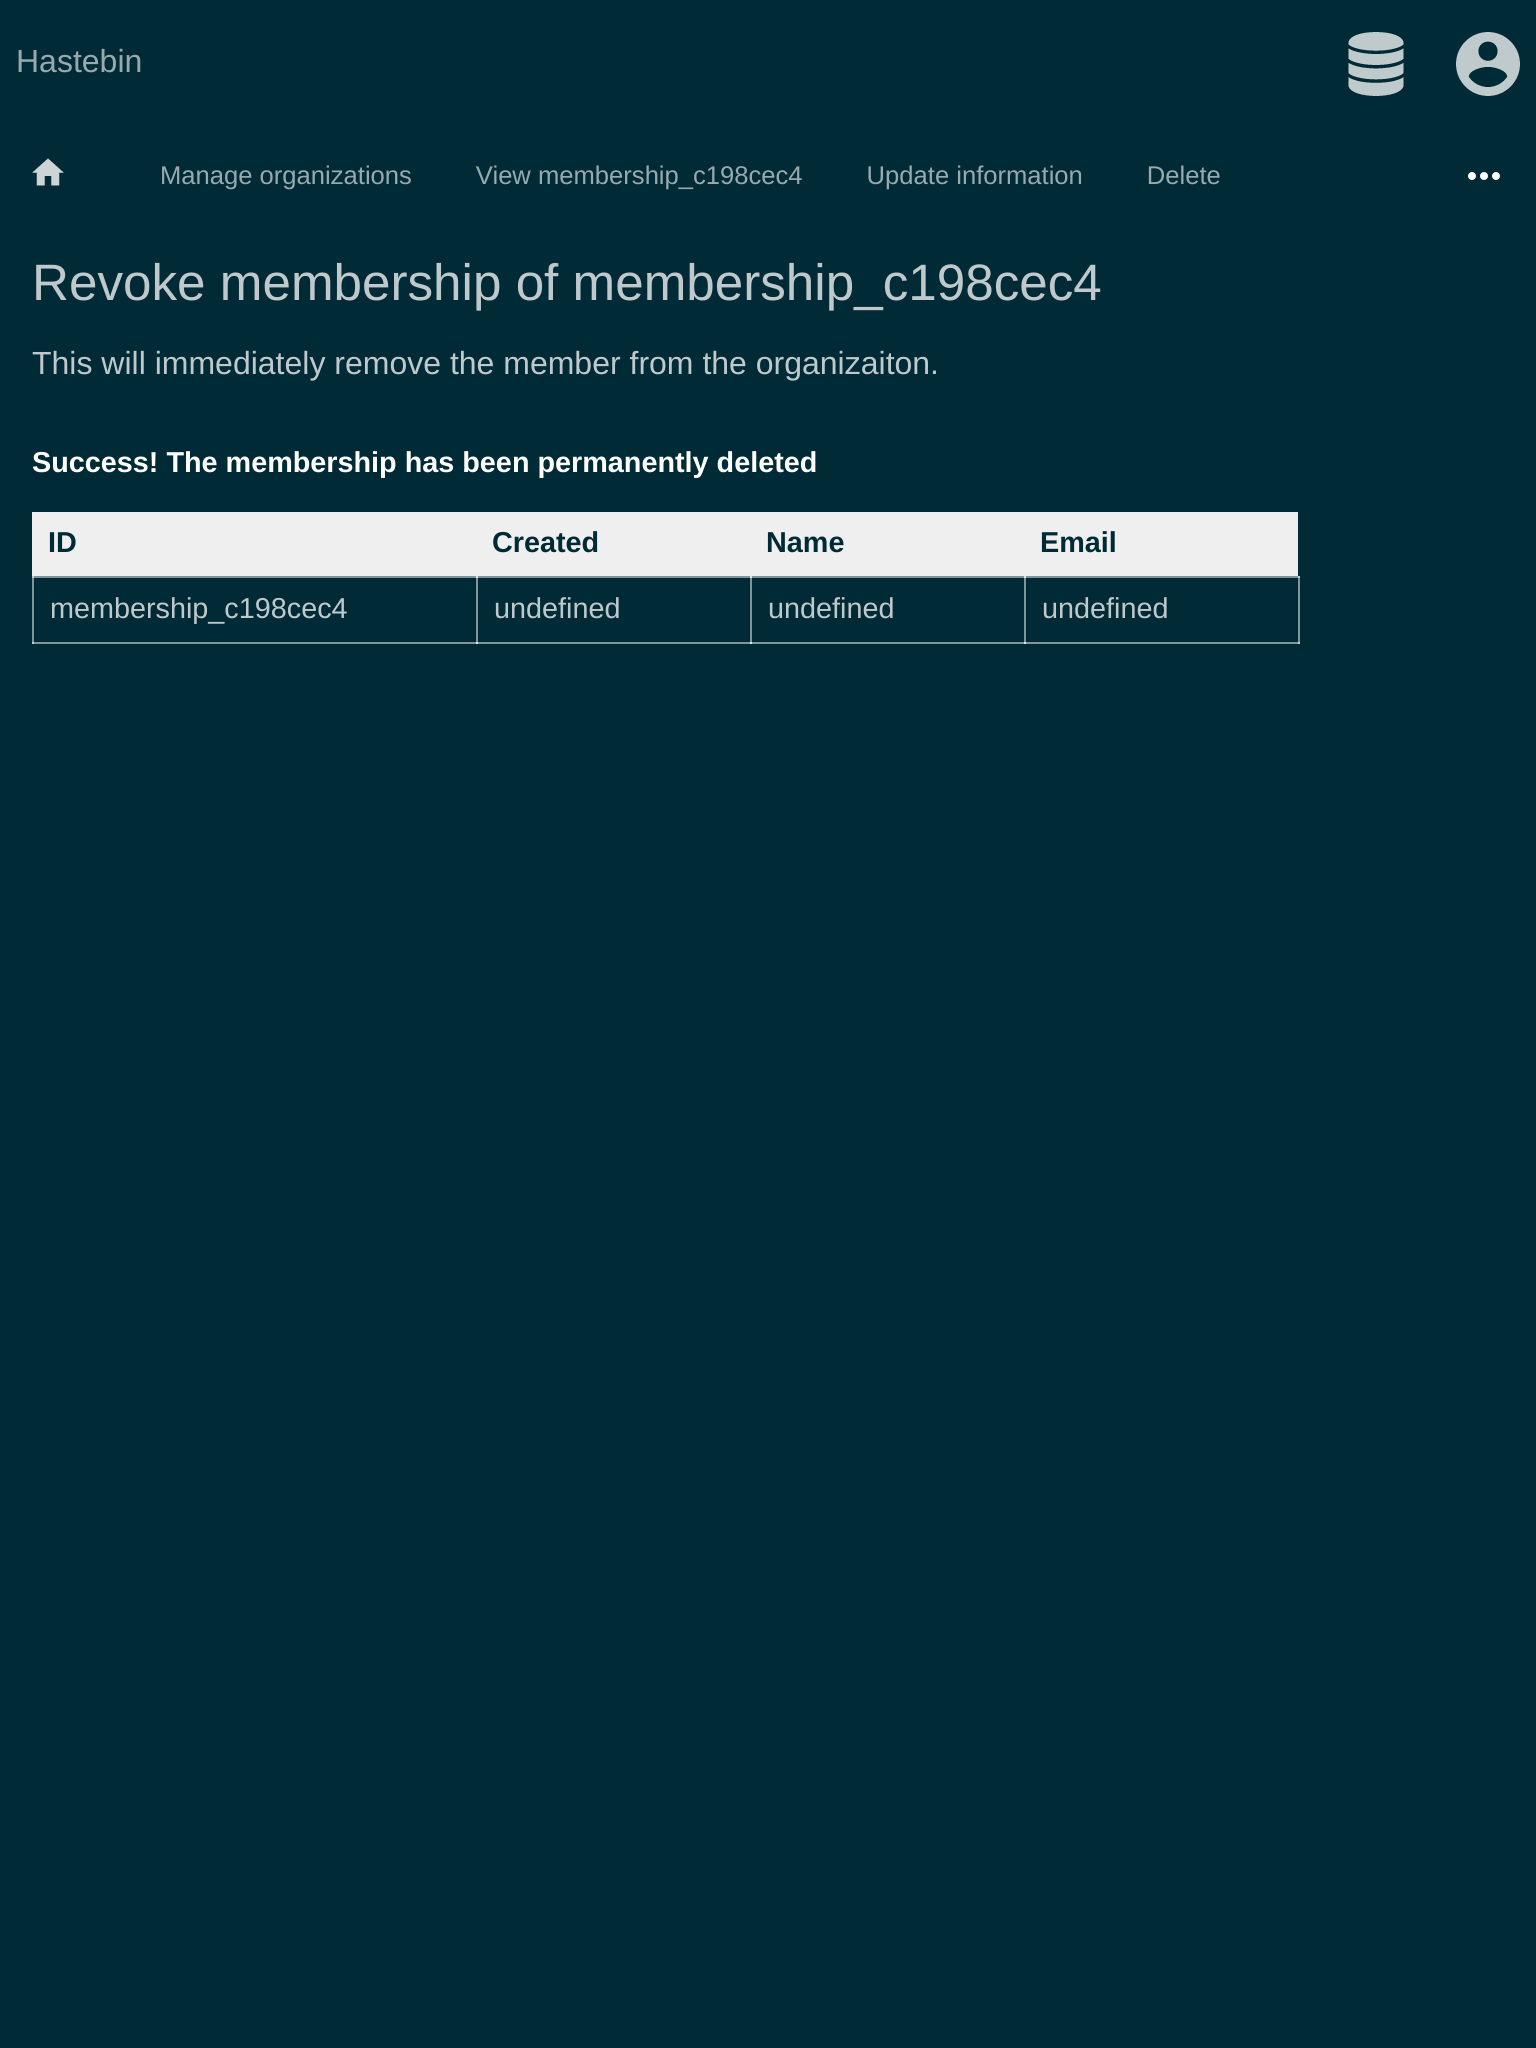 Hastebin
Manage organizations View membership_c198cec4 Update information Delete
Revoke membership of membership_c198cec4
This will immediately remove the member from the organizaiton.
Success! The membership has been permanently deleted
ID Created Name Email
membership_c198cec4 undefined undefined undefined